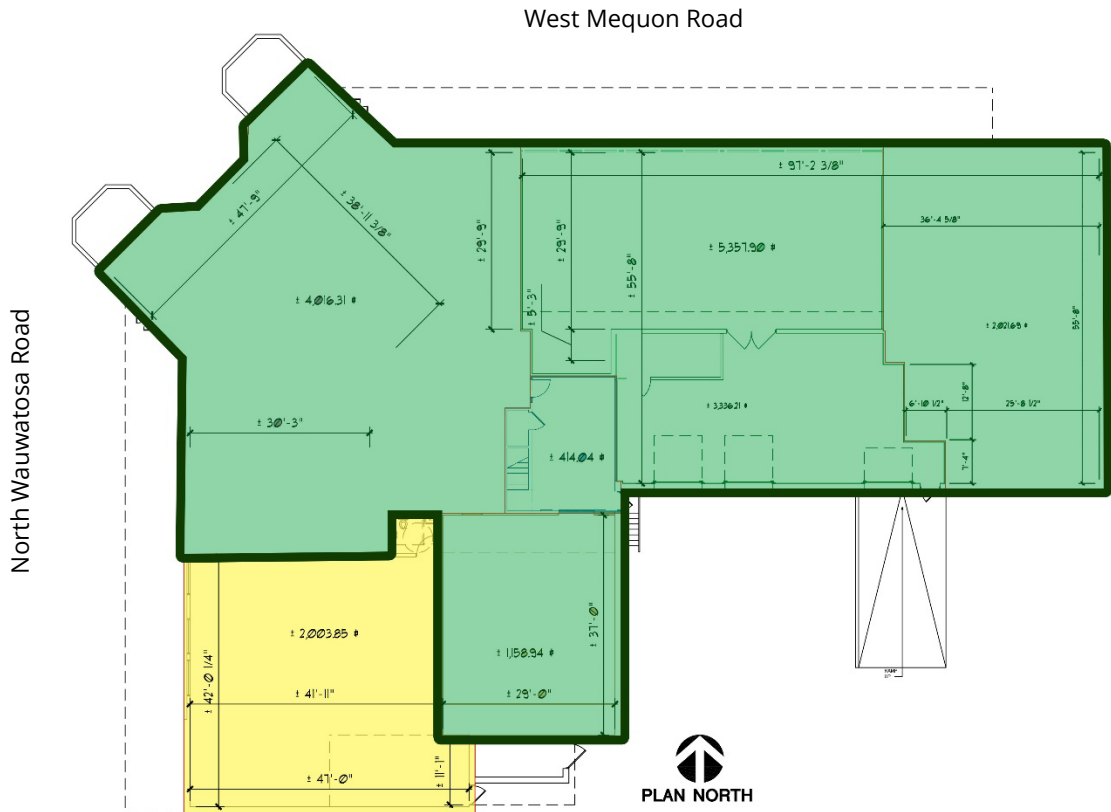 West Mequon Road
± 97'-2 3/8"
± 47'-9"
± 38'-11 3/8"
± 29'-9"
± 29'-9"
± 55'-8"
36'-4 5/8"
± 5,357.90 #
± 4,016.31 #
± 5'-3"
± 2,021.69 #
55'-8"
North Wauwatosa Road
± 30'-3"
± 3,336.21 #
6'-10 1/2"
12'-8"
25'-8 1/2"
± 414.04 #
7'-4"
± 2,003.85 #
± 1,158.94 #
± 37'-0"
± 42'-0 1/4"
± 41'-11"
± 29'-0"
RAMP
± 47'-0"
± 11'-1"
PLAN NORTH